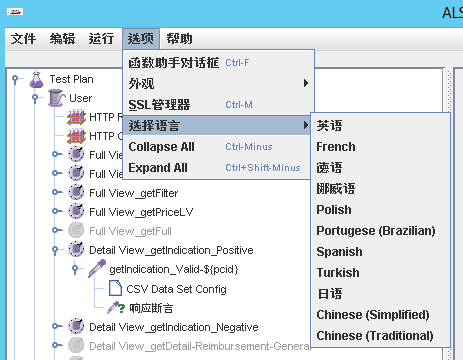 ALS
文件 编辑 运行 选项 帮助
函数助手对话框 Ctrl-F
外观
SSL管理器 Ctrl-M
选择语言
Collapse All Ctrl-Minus
Expand All Ctrl+Shift-Minus
英语
French
德语
挪威语
Polish
Portugese (Brazilian)
Spanish
Turkish
日语
Chinese (Simplified)
Chinese (Traditional)
Test Plan
User
HTTP R
HTTP C
Full View
Full View
Full View_getFilter
Full View_getPriceLV
Full View_getFull
Detail View_getIndication_Positive
getIndication_Valid-${pcid}
CSV Data Set Config
响应断言
Detail View_getIndication_Negative
Detail View_getDetail-Reimbursement-Genera